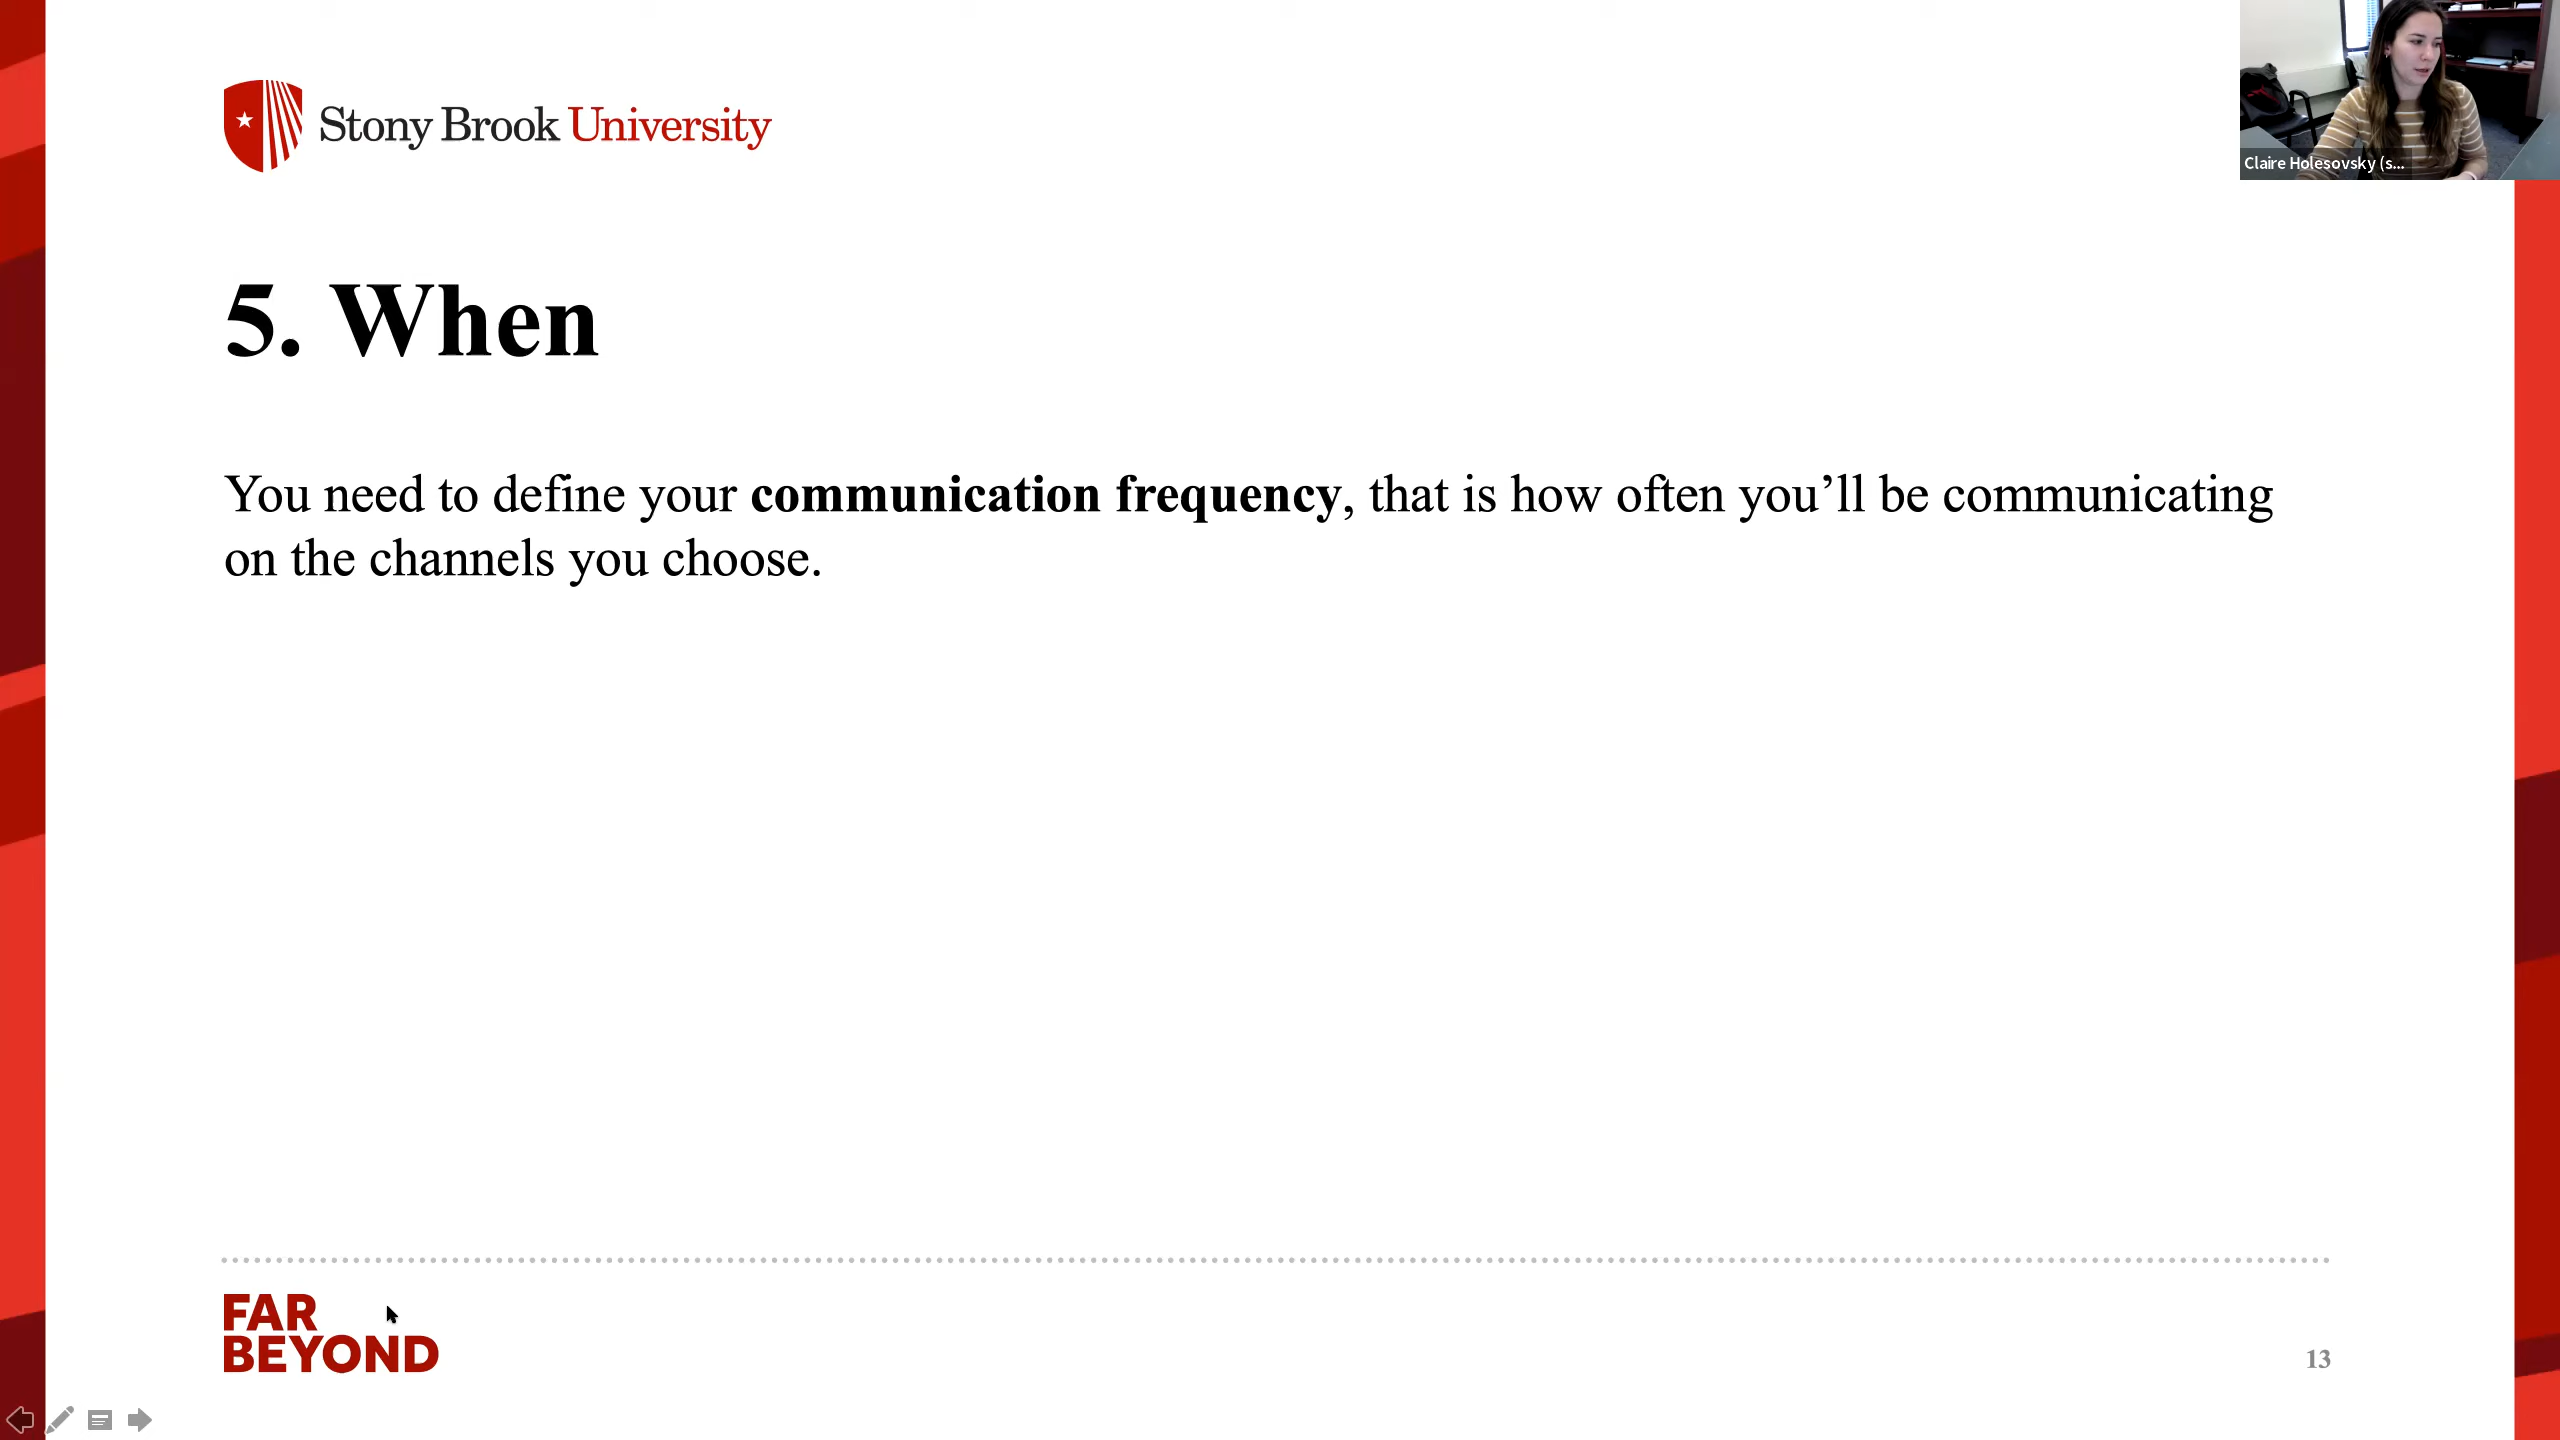 Stony Brook University
Claire Holesovsky (s...
5. When
You need to define your communication frequency, that is how often you’ll be communicating
on the channels you choose.
FAR
BEYOND
13